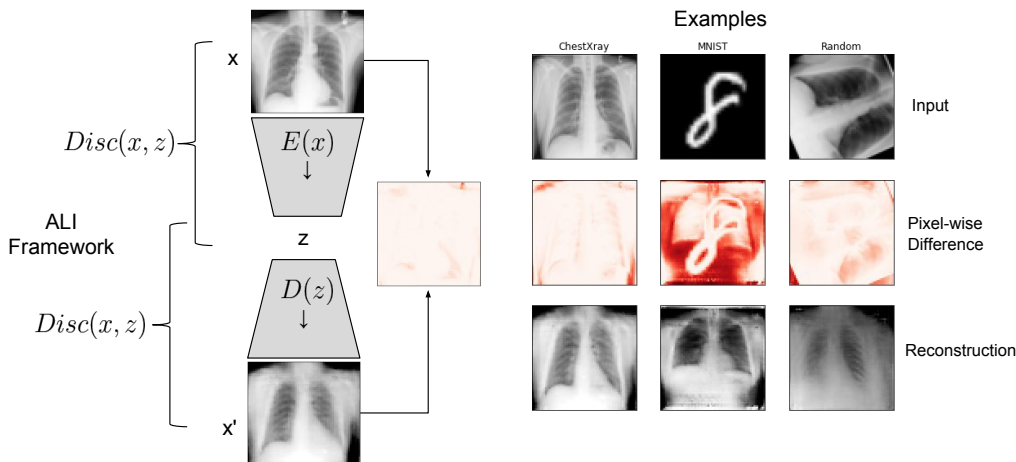 x
E(x)
↓
Disc(x, z)
ALI
Framework
z
D(z)
↓
Disc(x, z)
x'
Examples
ChestXray
MNIST
Random
Input
Pixel-wise
Difference
Reconstruction